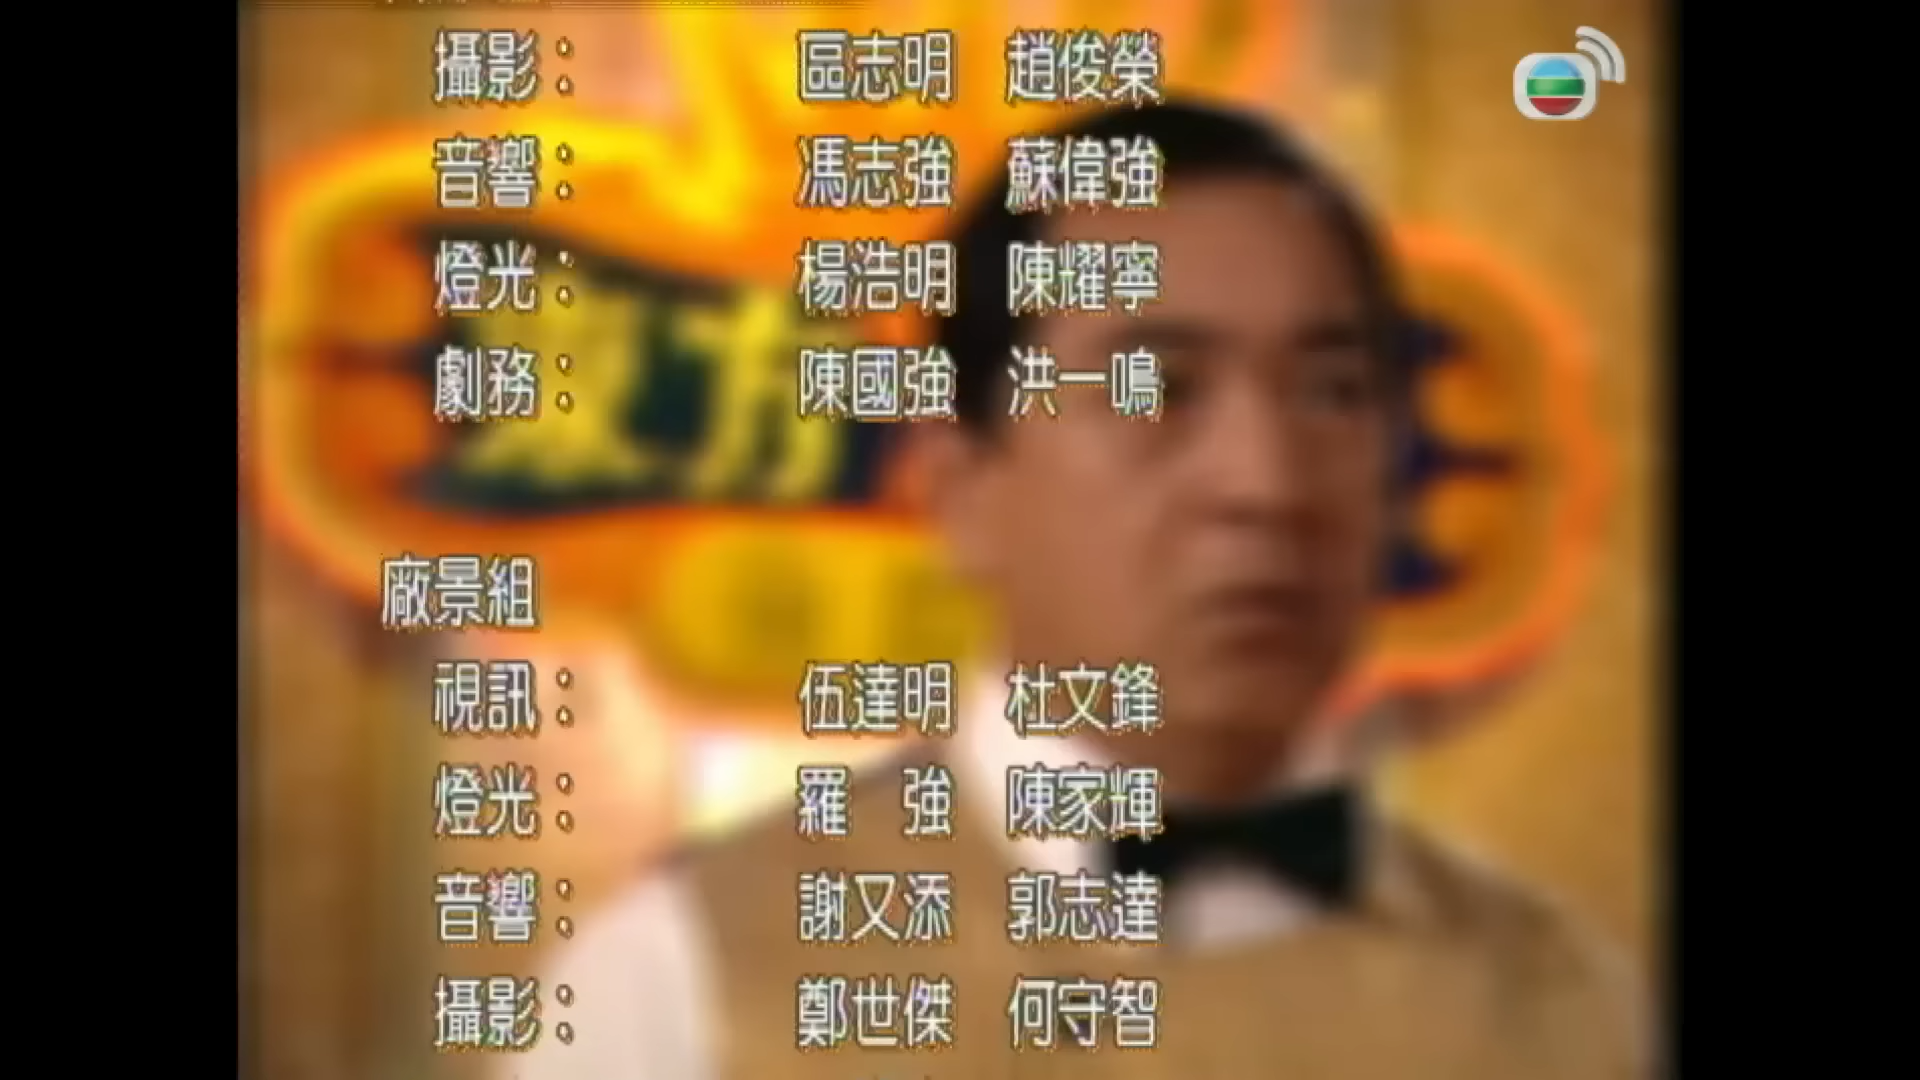 攝影： 區志明 趙俊榮
音響： 馮志強 蘇偉強
燈光： 楊浩明 陳耀寧
劇務： 陳國強 洪一鳴
廠景組
視訊： 伍達明 杜文鋒
燈光： 羅 強 陳家輝
音響： 謝又添 郭志達
攝影： 鄭世傑 何守智